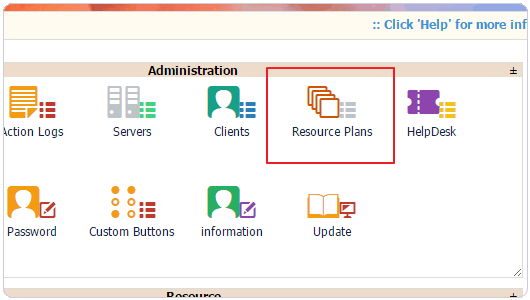 :: Click 'Help' for more inf
Administration ±
Action Logs Servers Clients Resource Plans HelpDesk
Password Custom Buttons information Update
Resource ±